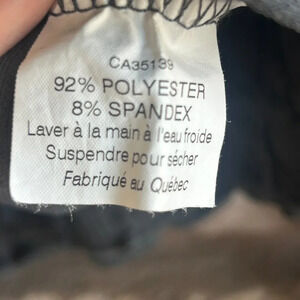 CA35139
92% POLYESTER
8% SPANDEX
Laver à la main à l'eau froide
Suspendre pour sécher
Fabriqué au Québec